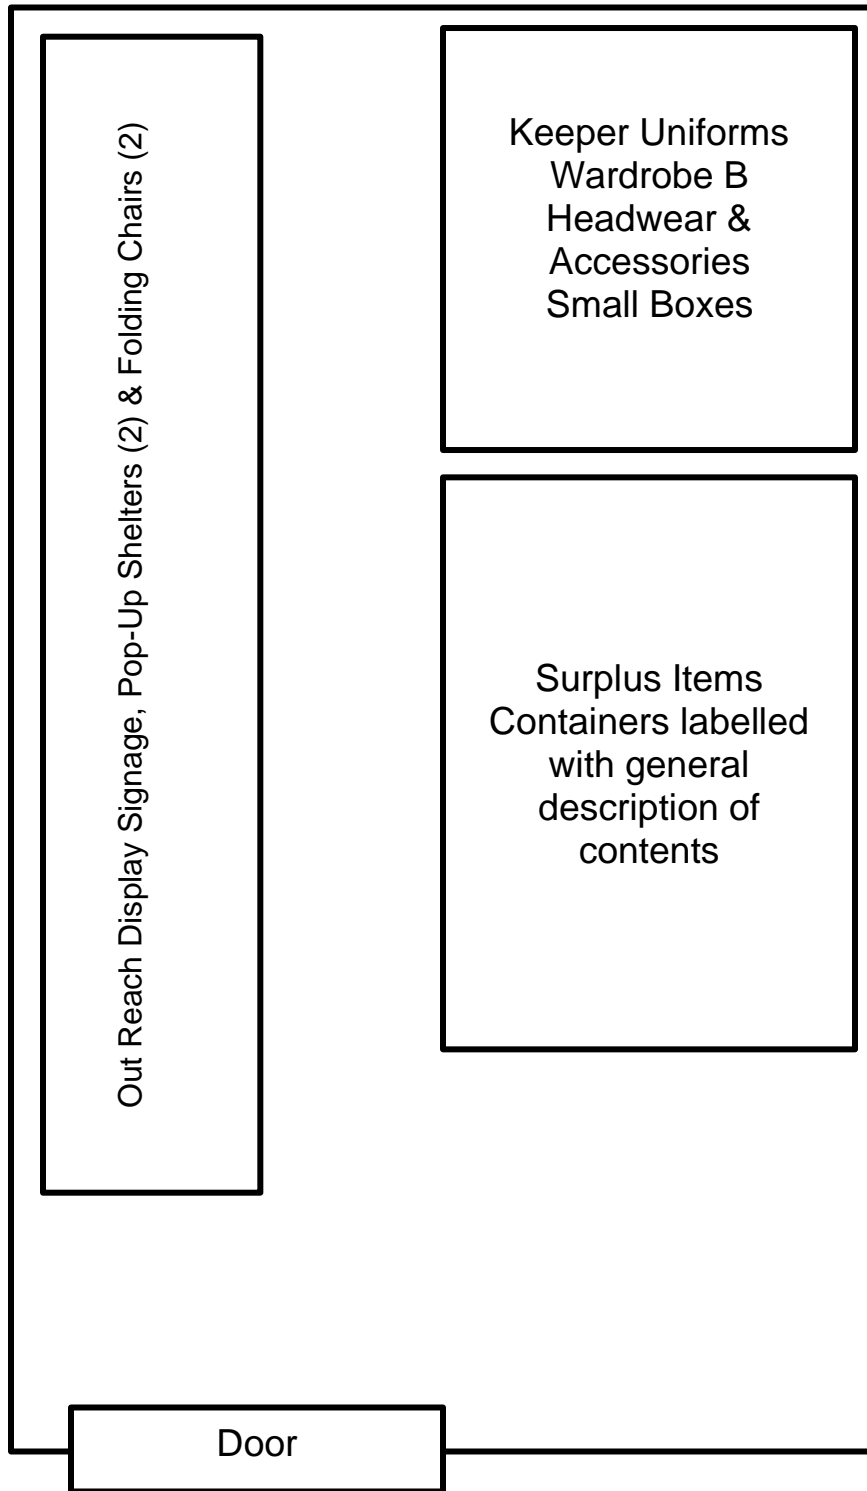 Out Reach Display Signage, Pop-Up Shelters (2) & Folding Chairs (2)
Keeper Uniforms
Wardrobe B
Headwear &
Accessories
Small Boxes
Surplus Items
Containers labelled
with general
description of
contents
Door